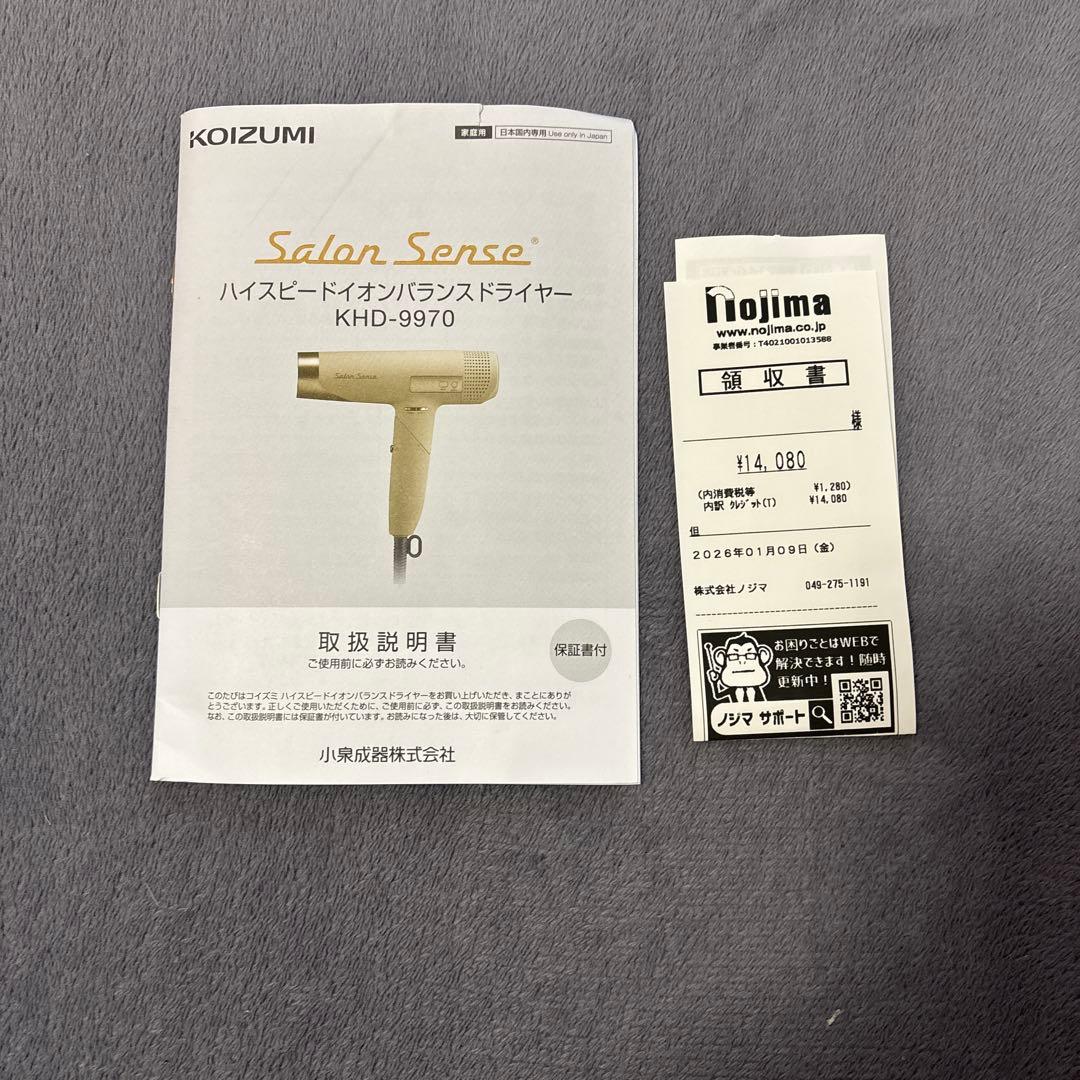 KOIZUMI
家庭用 日本国内専用 Use only in Japan
Salon Sense®
ハイスピードイオンバランスドライヤー
KHD-9970
Salon Sense
取扱説明書
ご使用前に必ずお読みください。
保証書付
このたびはコイズミ ハイスピードイオンバランスドライヤーをお買い上げいただき、まことにありが
とうございます。正しくご使用いただくために、ご使用前に必ず、この取扱説明書をお読みください。
なお、この取扱説明書には保証書が付いています。お読みになった後は、大切に保管してください。
小泉成器株式会社
nojima
www.nojima.co.jp
事業者番号：T4021001013588
領収書
様
¥14,080
(内消費税等 ¥1,280)
内訳 ｸﾚｼﾞｯﾄ(T) ¥14,080
但
2026年01月09日（金）
株式会社ノジマ 049-275-1191
お困りごとはWEBで
解決できます！随時
更新中！
ノジマ サポート